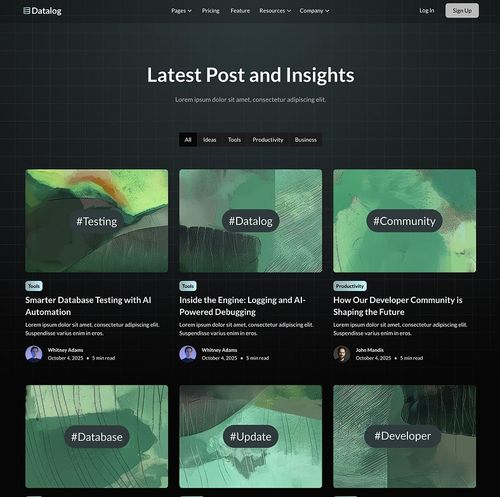 Datalog
Pages
Pricing
Feature
Resources
Company
Log In
Sign Up
Latest Post and Insights
Lorem ipsum dolor sit amet, consectetur adipiscing elit.
All
Ideas
Tools
Productivity
Business
#Testing
#Datalog
#Community
Tools
Smarter Database Testing with AI
Automation
Lorem ipsum dolor sit amet, consectetur adipiscing elit.
Suspendisse varius enim in eros.
Whitney Adams
October 4, 2025 • 5 min read
Tools
Inside the Engine: Logging and AI-
Powered Debugging
Lorem ipsum dolor sit amet, consectetur adipiscing elit.
Suspendisse varius enim in eros.
Whitney Adams
October 4, 2025 • 5 min read
Productivity
How Our Developer Community is
Shaping the Future
Lorem ipsum dolor sit amet, consectetur adipiscing elit.
Suspendisse varius enim in eros.
John Mandis
October 4, 2025 • 5 min read
#Database
#Update
#Developer